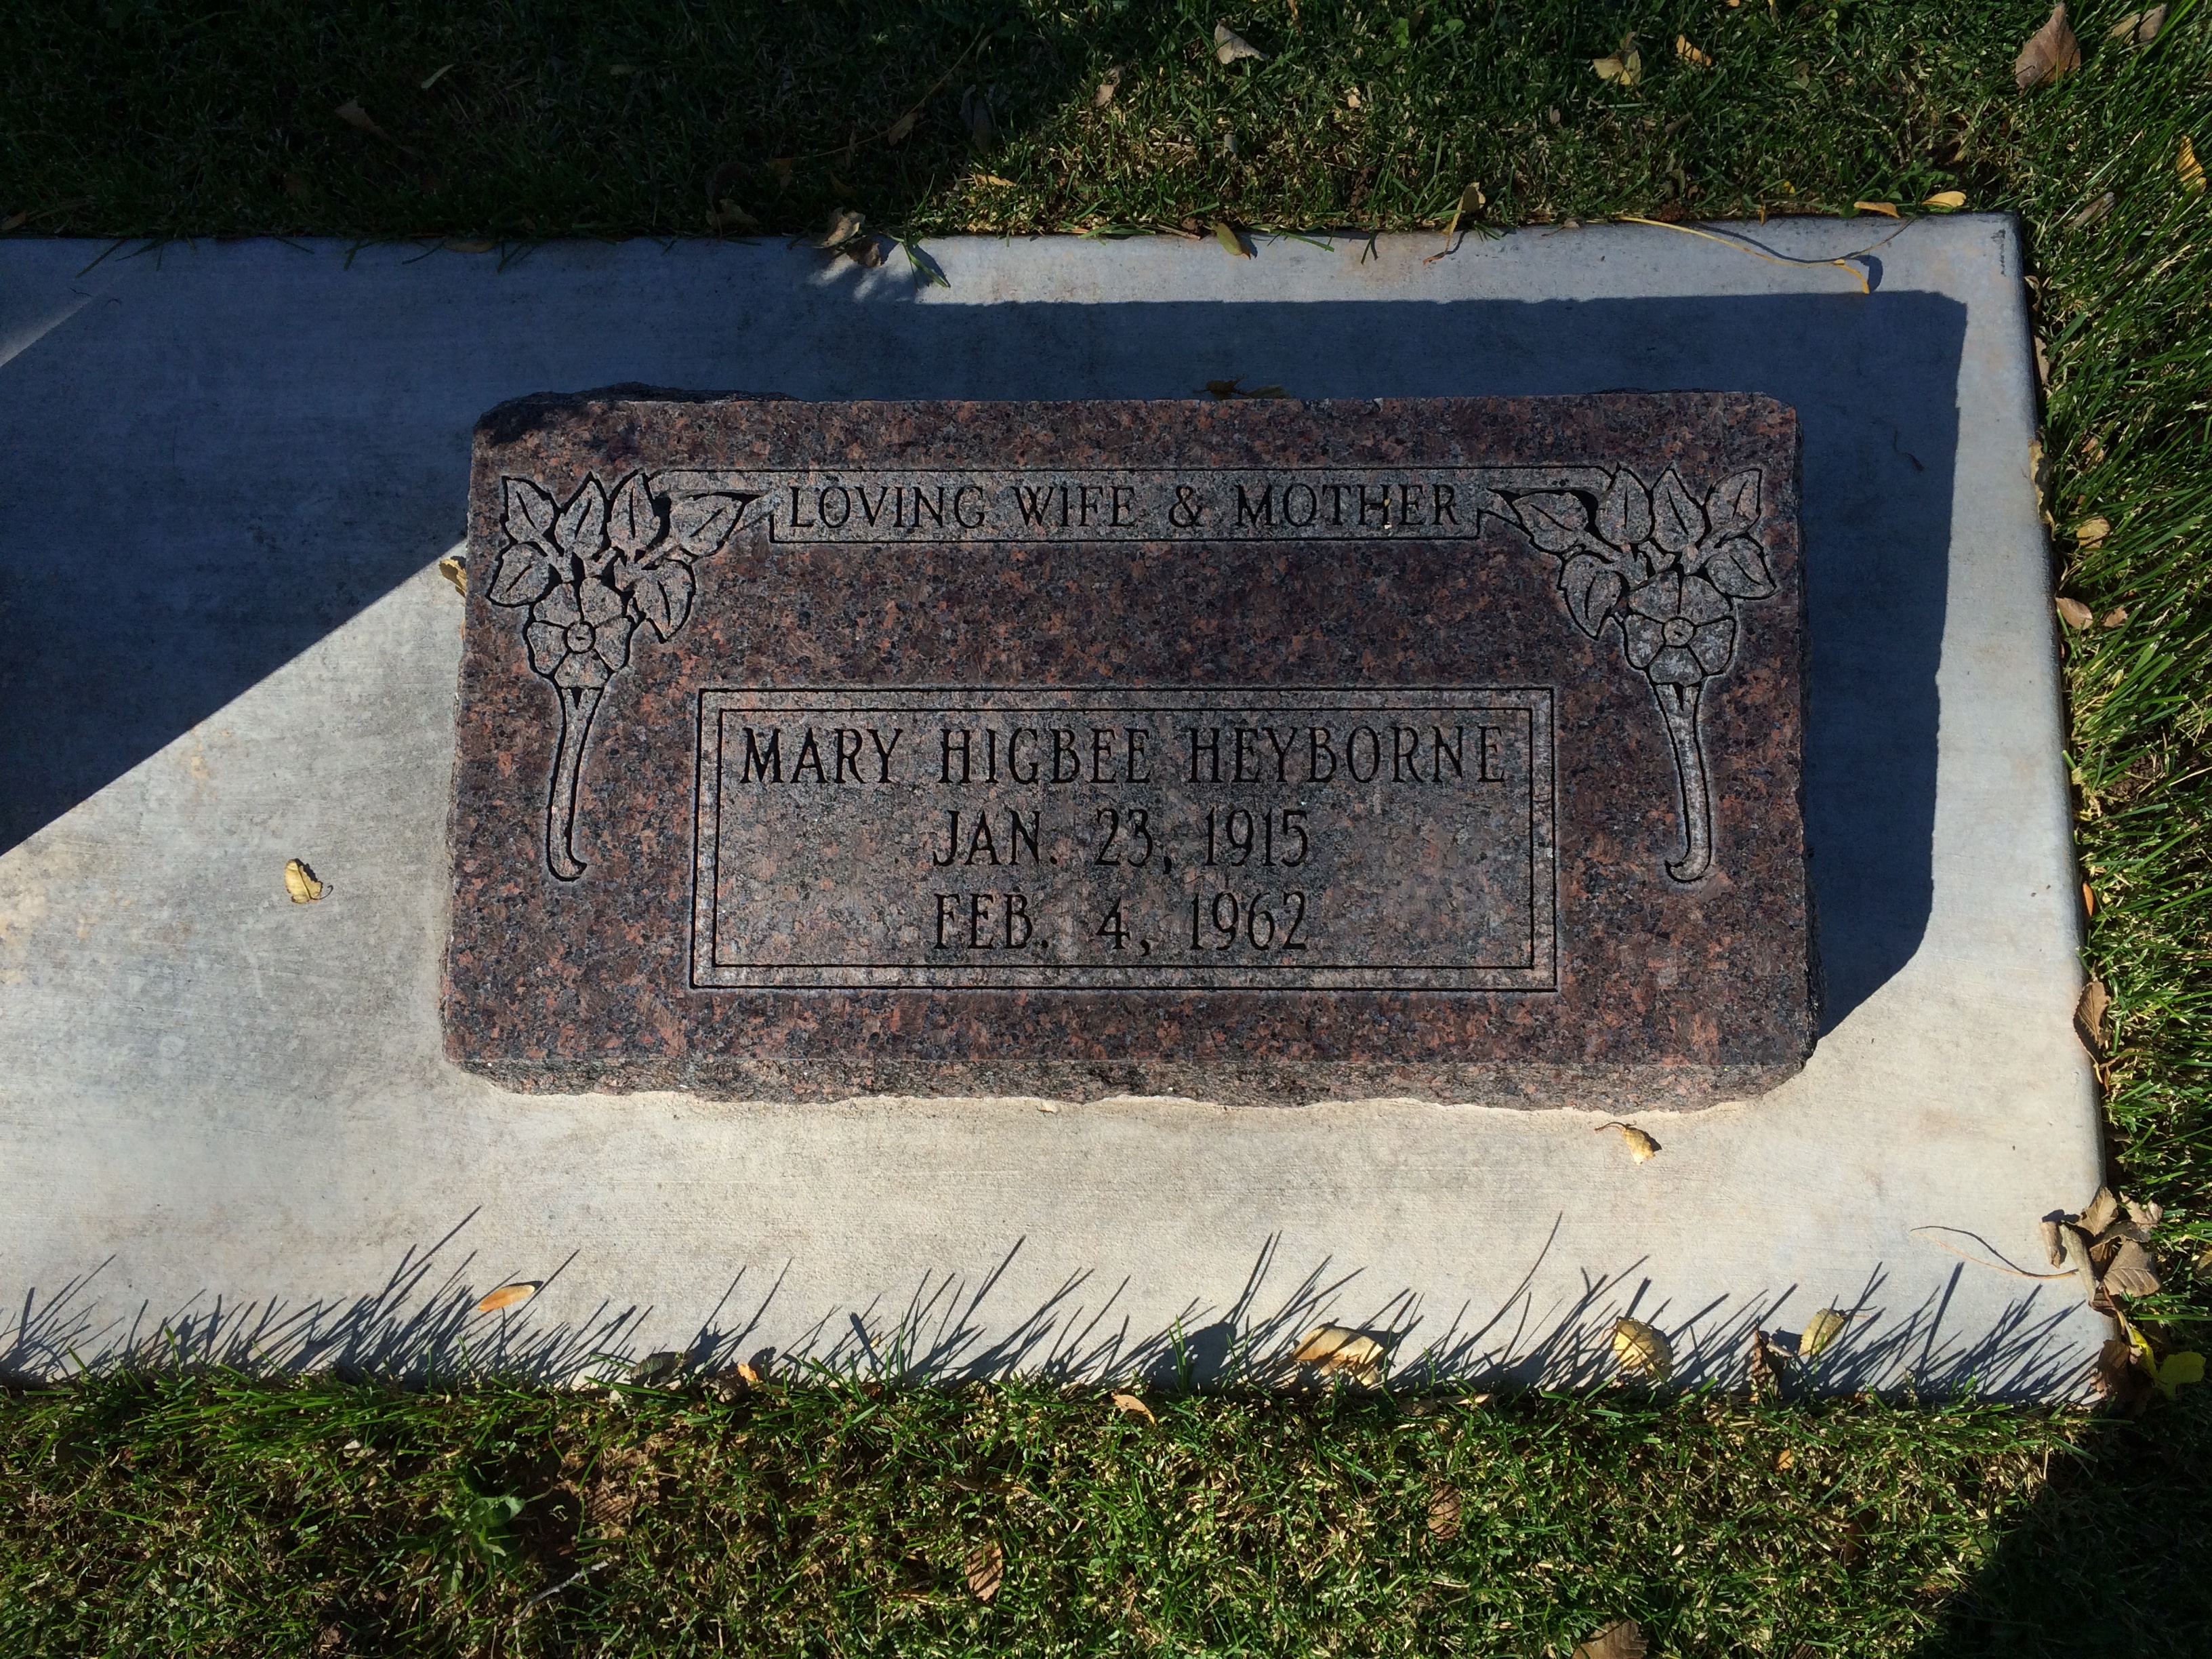 LOVING WIFE & MOTHER
MARY HIGBEE HEYBORNE
JAN. 23, 1915
FEB. 4, 1962